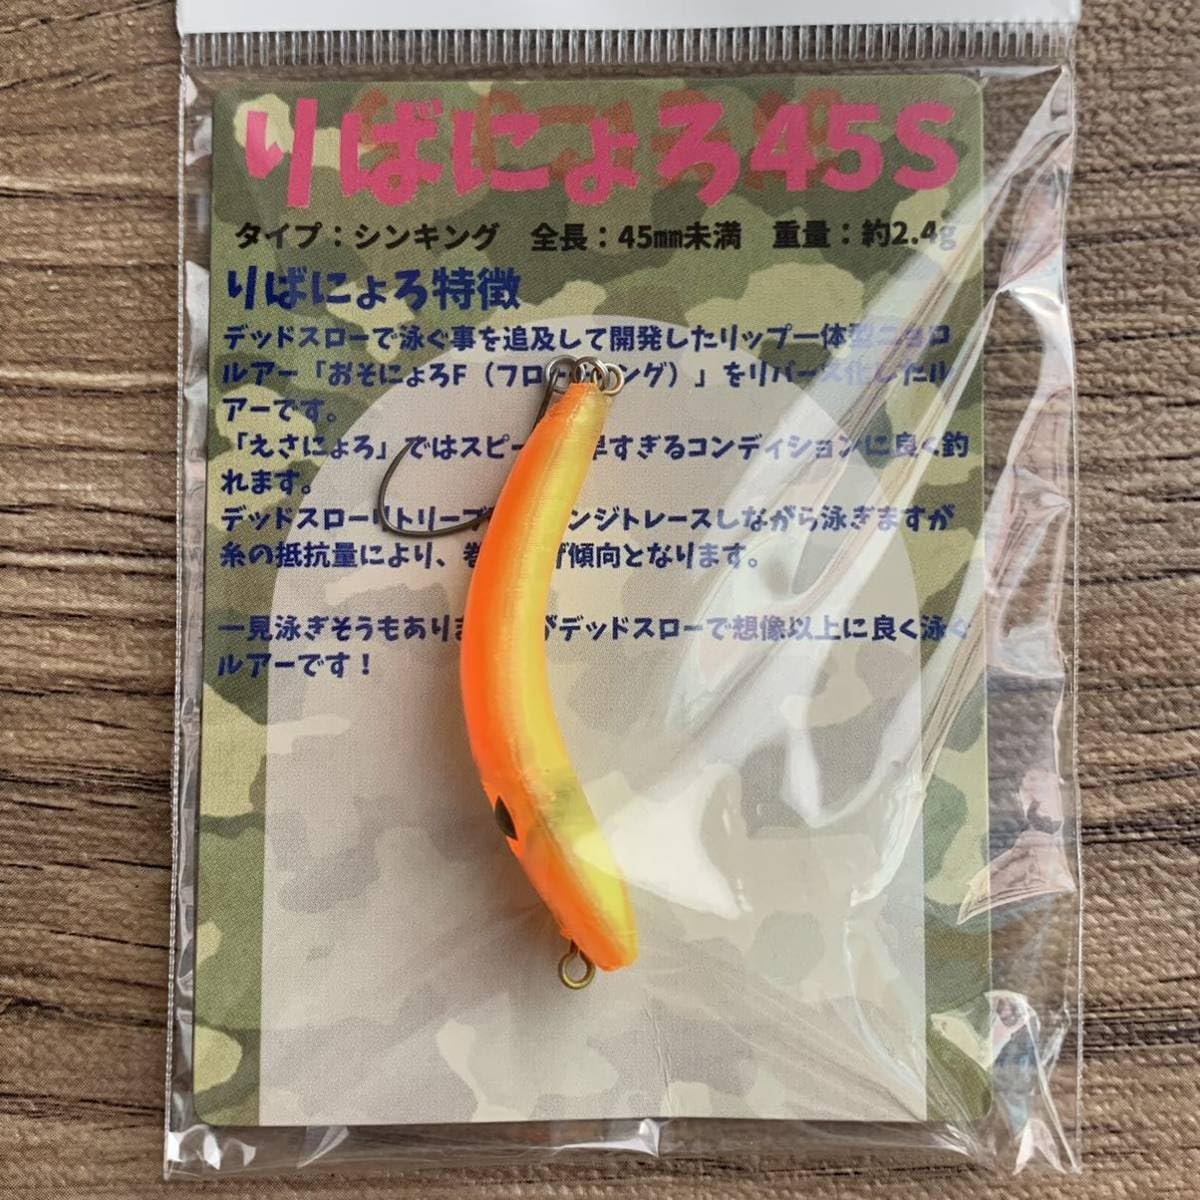 りばにょろ45S
タイプ：シンキング　全長：45㎜未満　重量：約2.4g
りばにょろ特徴
デッドスローで泳ぐ事を追及して開発したリップ一体型ニョロ
ルアー「おそにょろF（フローティング）」をリバース化したル
アーです。
「えさにょろ」ではスピー 早すぎるコンディションに良く釣
れます。
デッドスローリトリーブ ンジトレースしながら泳ぎますが
糸の抵抗量により、巻 げ傾向となります。
一見泳ぎそうもありま がデッドスローで想像以上に良く泳ぐ
ルアーです！